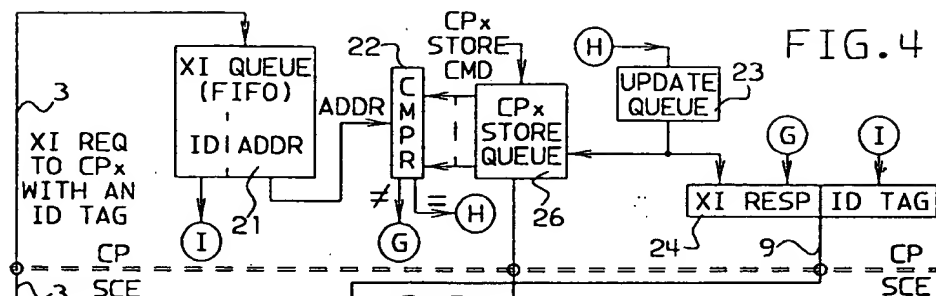 FIG.4
3
XI REQ
TO CPx
WITH AN
ID TAG
XI QUEUE
(FIFO)
ID ADDR
21
I
ADDR
22
CMPR
≠
G
=
H
CPx
STORE
CMD
CPx
STORE
QUEUE
26
H
UPDATE
QUEUE
23
G
I
XI RESP
ID TAG
24
9
CP
CP
SCE
SCE
3